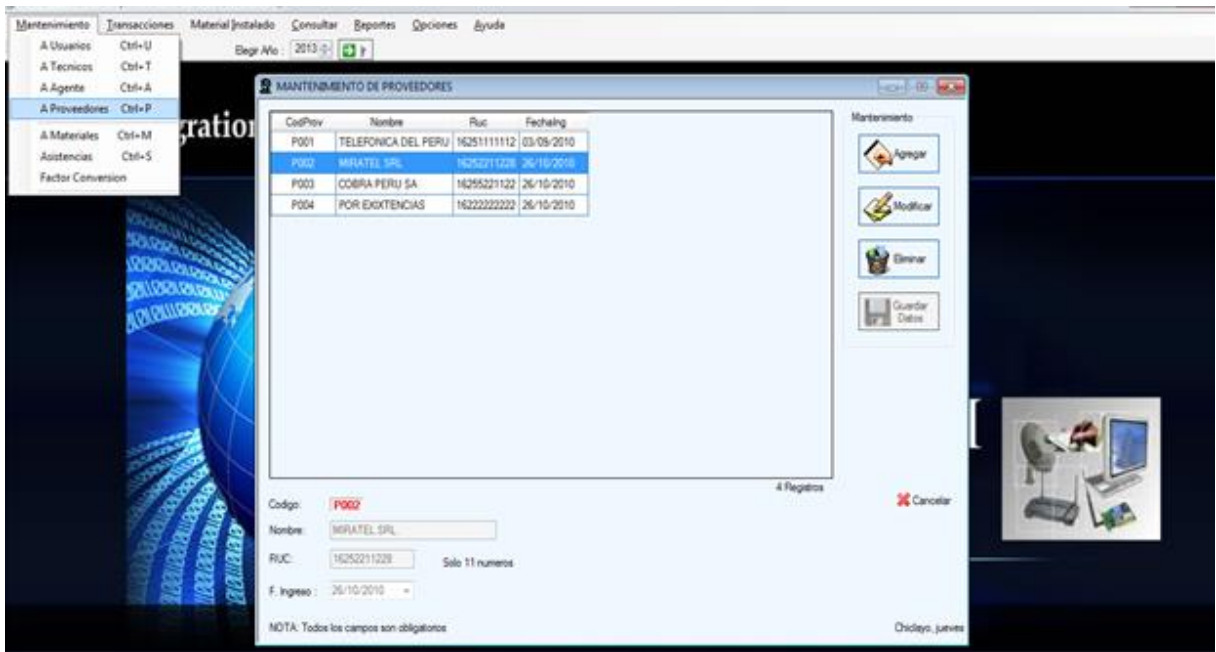 Mantenimiento Transacciones Material Instalado Consultar Reportes Opciones Ayuda
A Usuarios Ctrl+U
Elegir Año : 2013
A Tecnicos Ctrl+T
A Agente Ctrl+A
A Proveedores Ctrl+P
A Materiales Ctrl+M
Asistencias Ctrl+S
Factor Conversion
gration
MANTENIMIENTO DE PROVEEDORES
CodProv Nombre Ruc FechaIng
P001 TELEFONICA DEL PERU 16251111112 03/09/2010
P002 MIRATEL SRL 16252211228 26/10/2010
P003 COBRA PERU SA 16255221122 26/10/2010
P004 POR EXIXTENCIAS 16222222222 26/10/2010
4 Registros
Mantenimiento
Agregar
Modificar
Eliminar
Guardar
Datos
Cancelar
Codigo: P002
Nombre: MIRATEL SRL
RUC: 16252211228 Solo 11 numeros
F. Ingreso : 26/10/2010
NOTA: Todos los campos son obligatorios
Chiclayo, jueves